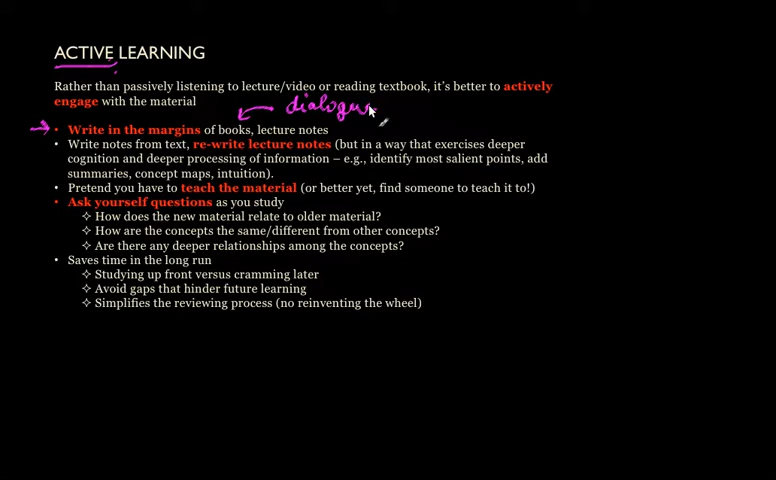 ACTIVE LEARNING
Rather than passively listening to lecture/video or reading textbook, it's better to actively
engage with the material
dialogue
• Write in the margins of books, lecture notes
• Write notes from text, re-write lecture notes (but in a way that exercises deeper
cognition and deeper processing of information – e.g., identify most salient points, add
summaries, concept maps, intuition).
• Pretend you have to teach the material (or better yet, find someone to teach it to!)
• Ask yourself questions as you study
✧ How does the new material relate to older material?
✧ How are the concepts the same/different from other concepts?
✧ Are there any deeper relationships among the concepts?
• Saves time in the long run
✧ Studying up front versus cramming later
✧ Avoid gaps that hinder future learning
✧ Simplifies the reviewing process (no reinventing the wheel)